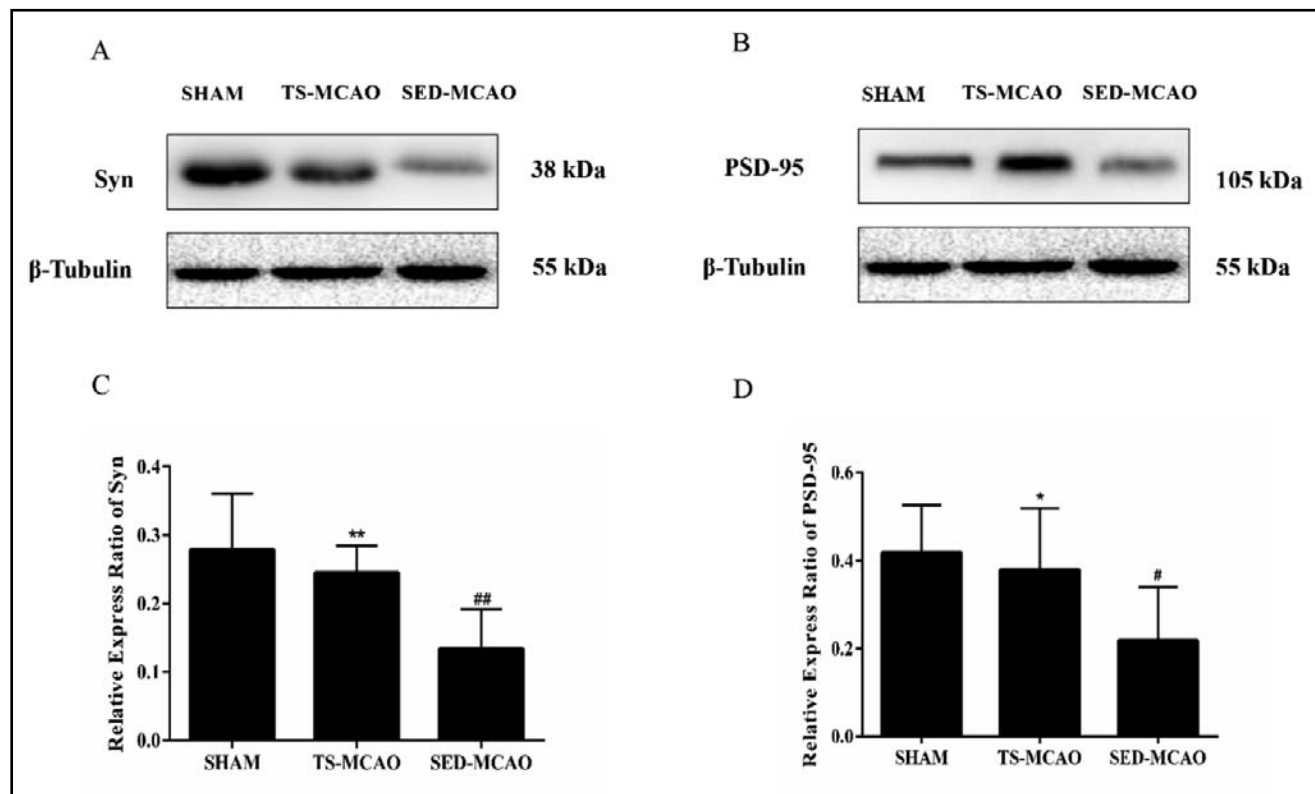 A
SHAM TS-MCAO SED-MCAO
Syn 38 kDa
β-Tubulin 55 kDa
B
SHAM TS-MCAO SED-MCAO
PSD-95 105 kDa
β-Tubulin 55 kDa
C
Relative Express Ratio of Syn
0.4
0.3
0.2
0.1
0.0
**
##
SHAM TS-MCAO SED-MCAO
D
Relative Express Ratio of PSD-95
0.6
0.4
0.2
0.0
*
#
SHAM TS-MCAO SED-MCAO